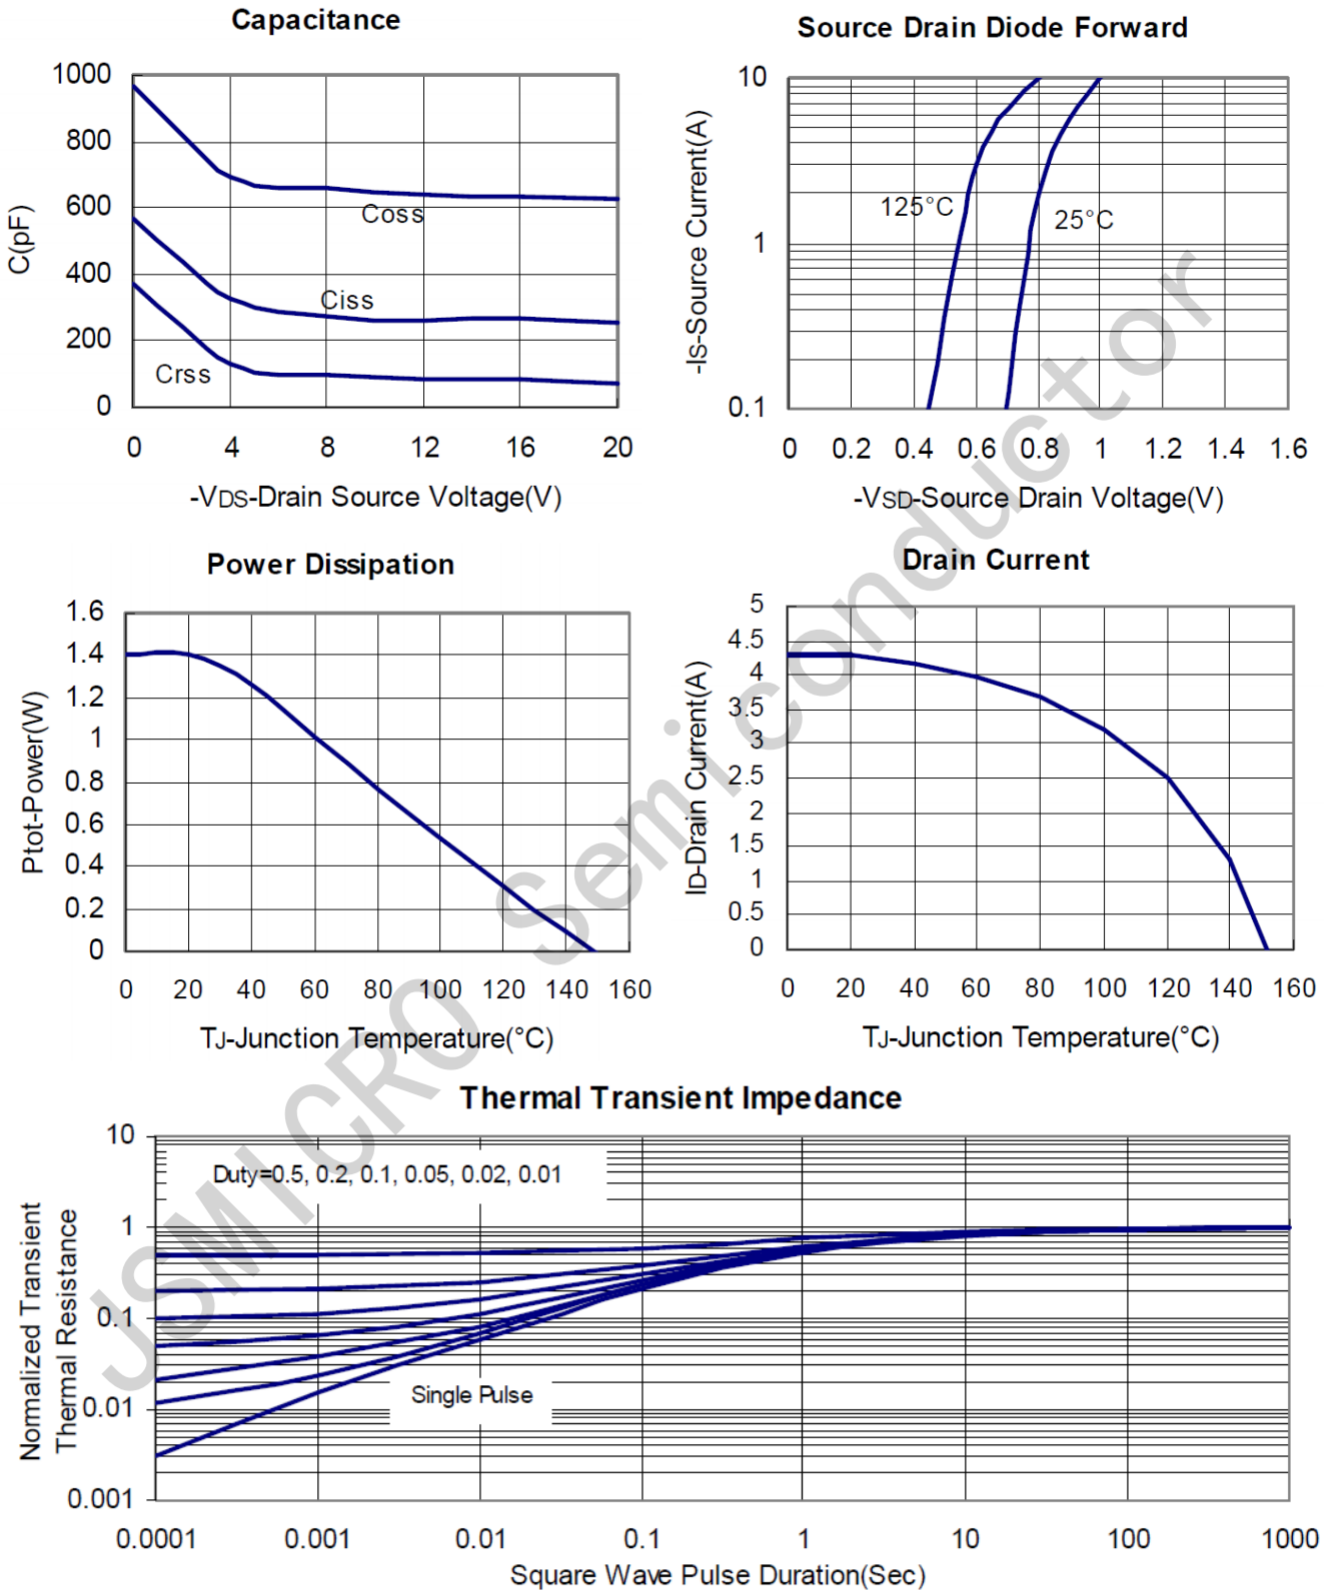 Capacitance
1000
800
600
400
200
0
C(pF)
Coss
Ciss
Crss
0 4 8 12 16 20
-VDS-Drain Source Voltage(V)
Source Drain Diode Forward
10
1
0.1
-IS-Source Current(A)
125°C
25°C
0 0.2 0.4 0.6 0.8 1 1.2 1.4 1.6
-VSD-Source Drain Voltage(V)
Power Dissipation
1.6
1.4
1.2
1
0.8
0.6
0.4
0.2
0
Ptot-Power(W)
0 20 40 60 80 100 120 140 160
TJ-Junction Temperature(°C)
Drain Current
5
4.5
4
3.5
3
2.5
2
1.5
1
0.5
0
ID-Drain Current(A)
0 20 40 60 80 100 120 140 160
TJ-Junction Temperature(°C)
Thermal Transient Impedance
10
1
0.1
0.01
0.001
Normalized Transient
Thermal Resistance
Duty=0.5, 0.2, 0.1, 0.05, 0.02, 0.01
Single Pulse
0.0001 0.001 0.01 0.1 1 10 100 1000
Square Wave Pulse Duration(Sec)
JSMICRO Semiconductor